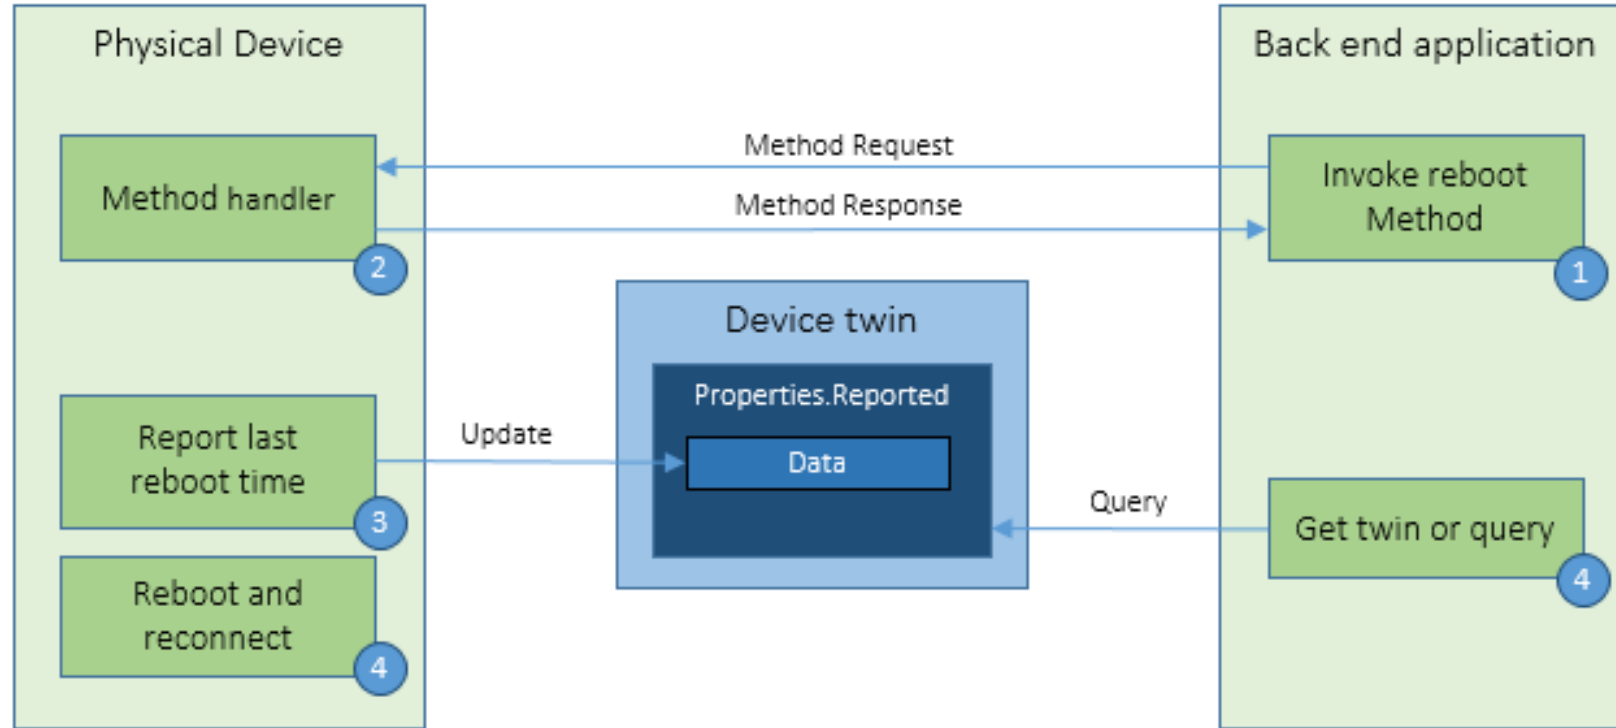 Physical Device
Back end application
Method Request
Method handler
Invoke reboot
Method
Method Response
2
1
Device twin
Properties.Reported
Report last
reboot time
Update
Data
3
Query
Get twin or query
4
Reboot and
reconnect
4